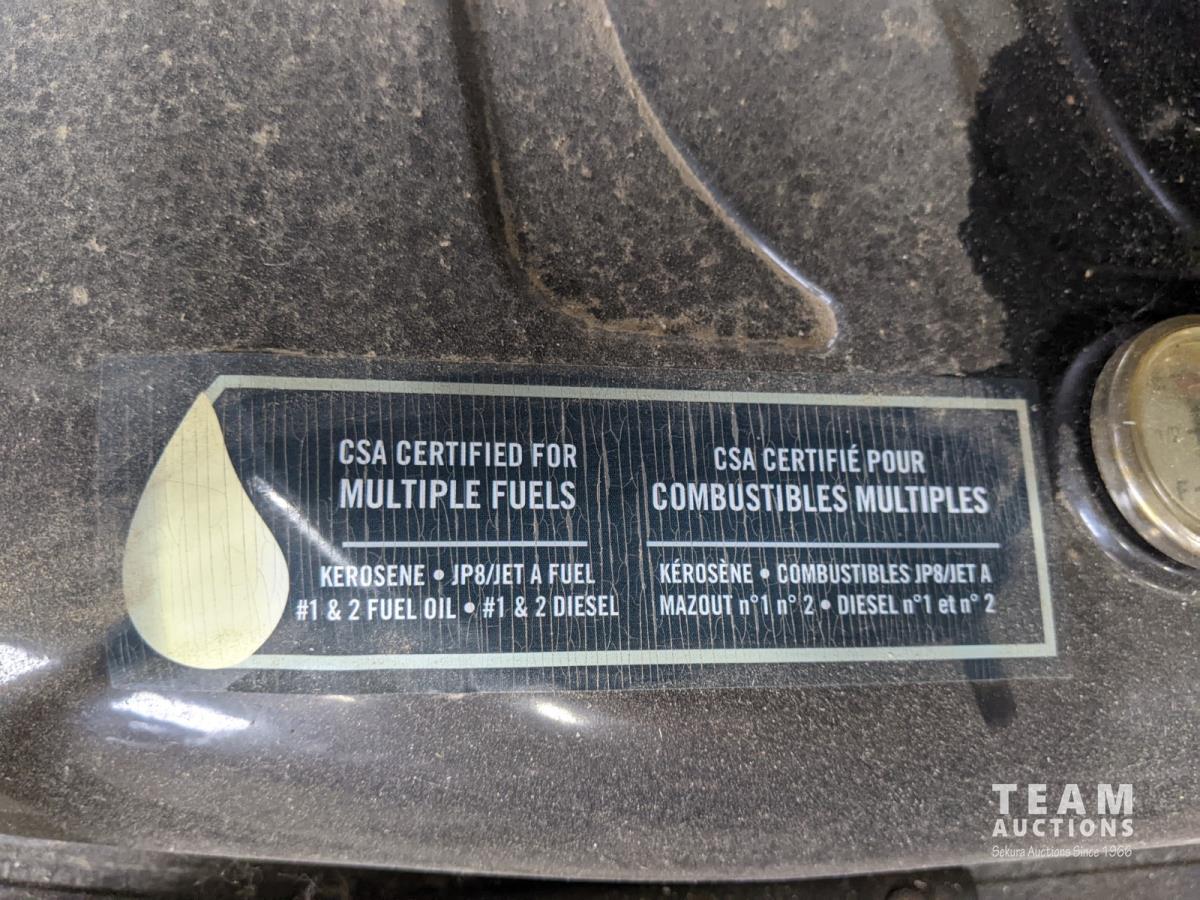 CSA CERTIFIED FOR
MULTIPLE FUELS
KEROSENE • JP8/JET A FUEL
#1 & 2 FUEL OIL • #1 & 2 DIESEL
CSA CERTIFIÉ POUR
COMBUSTIBLES MULTIPLES
KÉROSÈNE • COMBUSTIBLES JP8/JET A
MAZOUT n°1 n° 2 • DIESEL n°1 et n° 2
TEAM
AUCTIONS
Sekura Auctions Since 1966